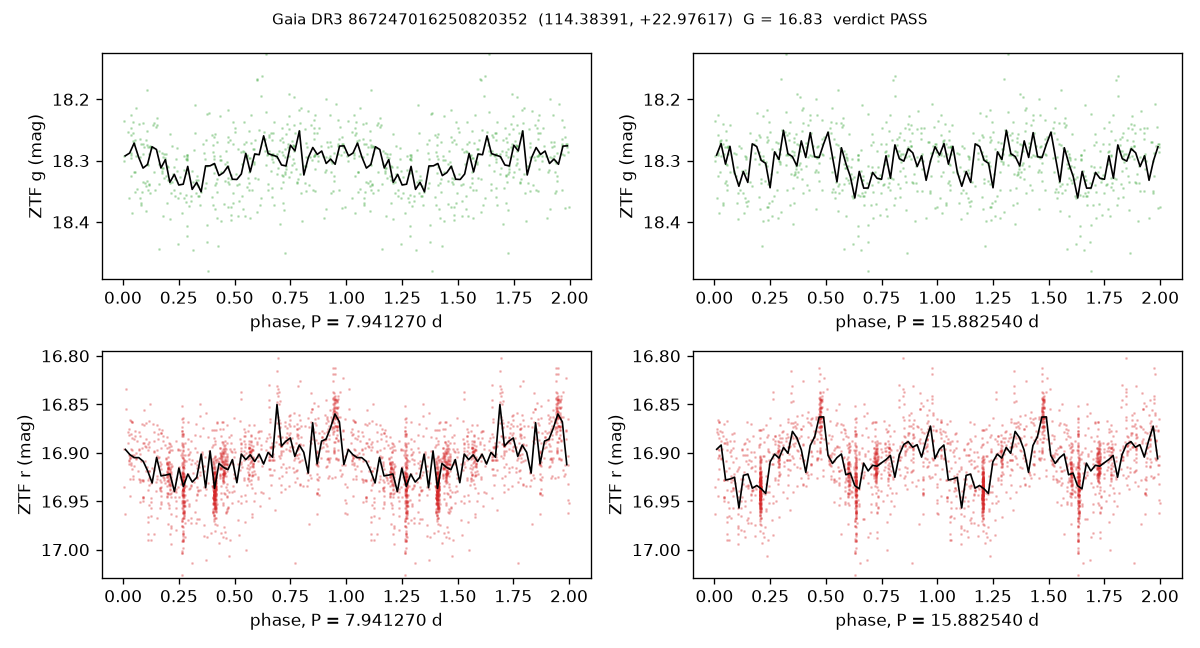 Gaia DR3 867247016250820352 (114.38391, +22.97617) G = 16.83 verdict PASS
ZTF g (mag)
18.2
18.3
18.4
0.00 0.25 0.50 0.75 1.00 1.25 1.50 1.75 2.00
phase, P = 7.941270 d
ZTF g (mag)
18.2
18.3
18.4
0.00 0.25 0.50 0.75 1.00 1.25 1.50 1.75 2.00
phase, P = 15.882540 d
ZTF r (mag)
16.80
16.85
16.90
16.95
17.00
0.00 0.25 0.50 0.75 1.00 1.25 1.50 1.75 2.00
phase, P = 7.941270 d
ZTF r (mag)
16.80
16.85
16.90
16.95
17.00
0.00 0.25 0.50 0.75 1.00 1.25 1.50 1.75 2.00
phase, P = 15.882540 d